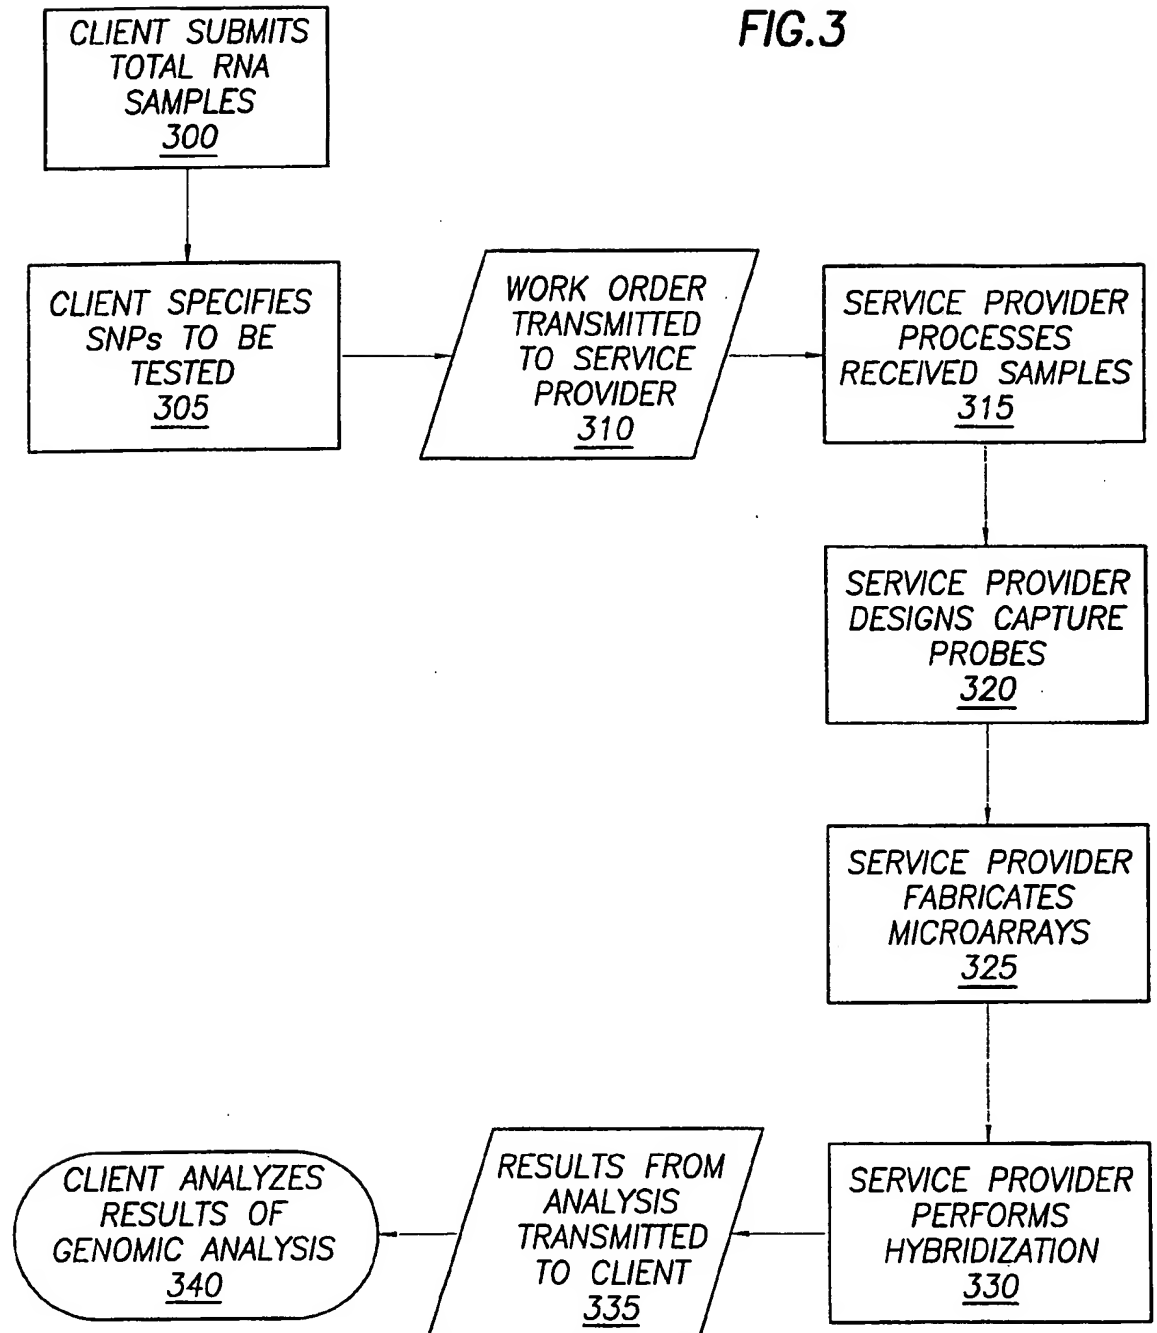 FIG.3
CLIENT SUBMITS
TOTAL RNA
SAMPLES
300
CLIENT SPECIFIES
SNPs TO BE
TESTED
305
WORK ORDER
TRANSMITTED
TO SERVICE
PROVIDER
310
SERVICE PROVIDER
PROCESSES
RECEIVED SAMPLES
315
SERVICE PROVIDER
DESIGNS CAPTURE
PROBES
320
SERVICE PROVIDER
FABRICATES
MICROARRAYS
325
SERVICE PROVIDER
PERFORMS
HYBRIDIZATION
330
RESULTS FROM
ANALYSIS
TRANSMITTED
TO CLIENT
335
CLIENT ANALYZES
RESULTS OF
GENOMIC ANALYSIS
340